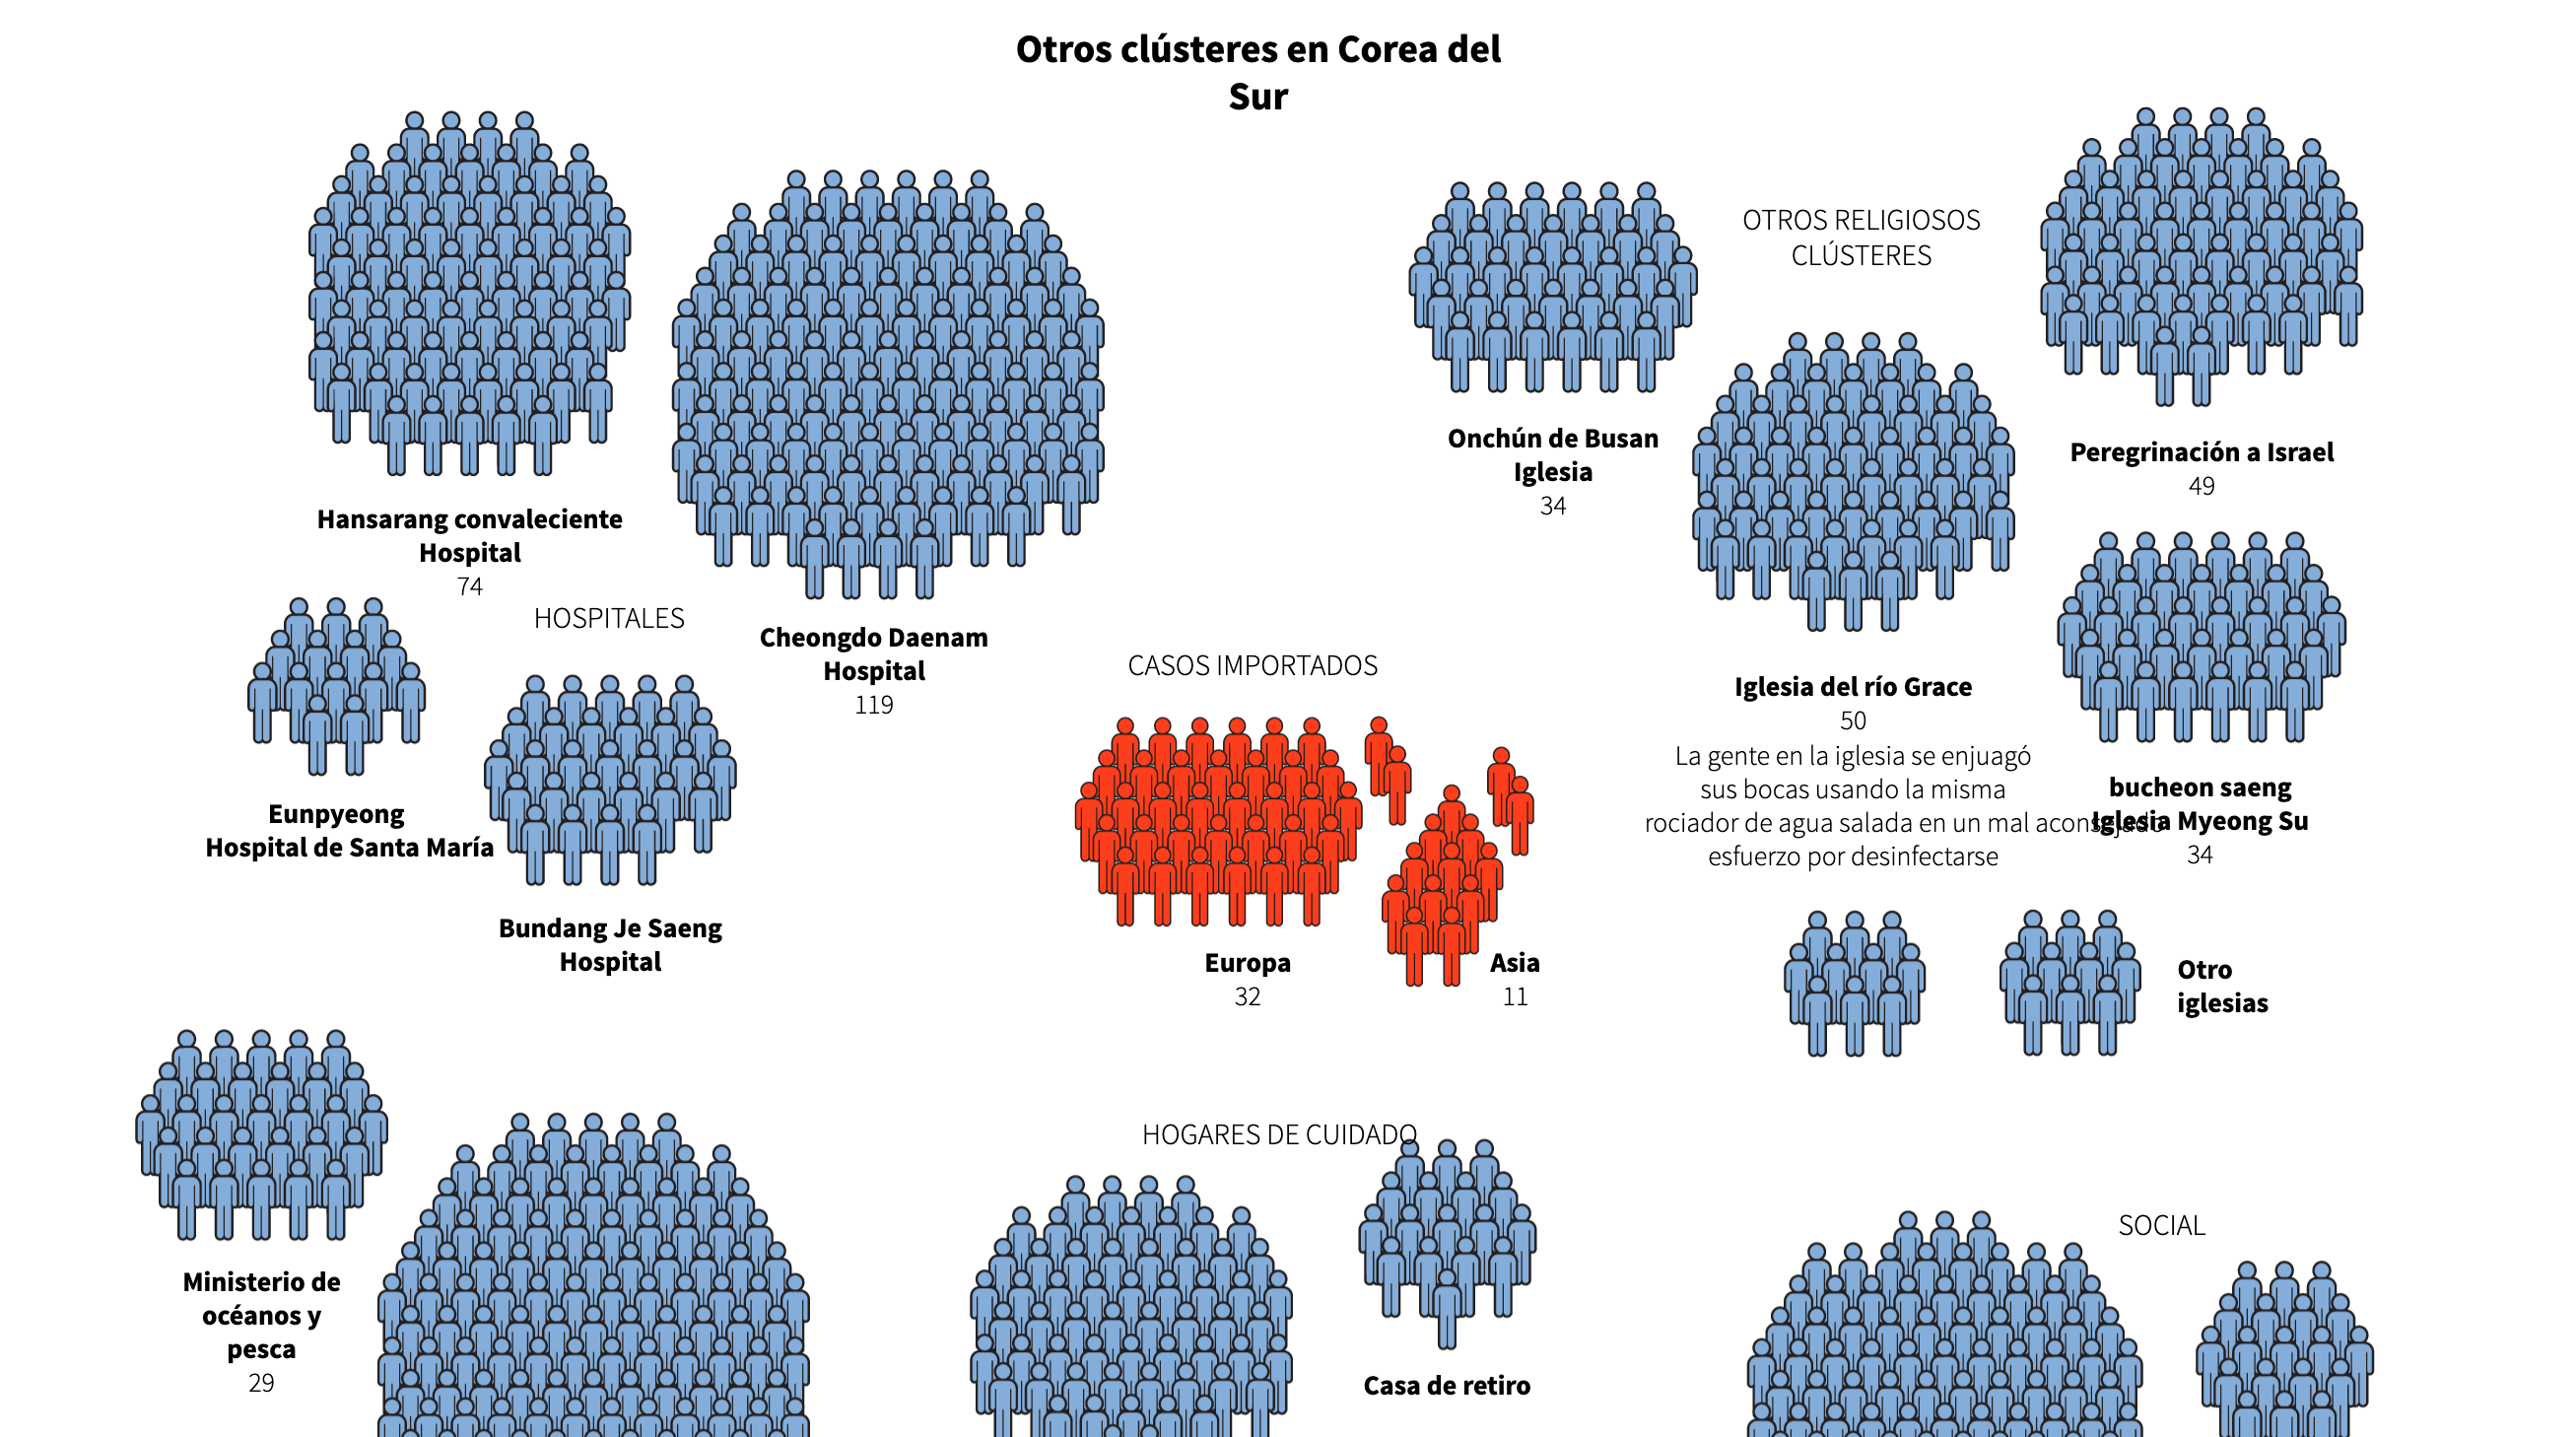 Otros clústeres en Corea del
Sur
Hansarang convaleciente
Hospital
74
HOSPITALES
Cheongdo Daenam
Hospital
119
Eunpyeong
Hospital de Santa María
Bundang Je Saeng
Hospital
OTROS RELIGIOSOS
CLÚSTERES
Onchún de Busan
Iglesia
34
Peregrinación a Israel
49
Iglesia del río Grace
50
La gente en la iglesia se enjuagó
sus bocas usando la misma
rociador de agua salada en un mal aconsejado
esfuerzo por desinfectarse
bucheon saeng
Iglesia Myeong Su
34
Otro
iglesias
CASOS IMPORTADOS
Europa
32
Asia
11
Ministerio de
océanos y
pesca
29
HOGARES DE CUIDADO
Casa de retiro
SOCIAL